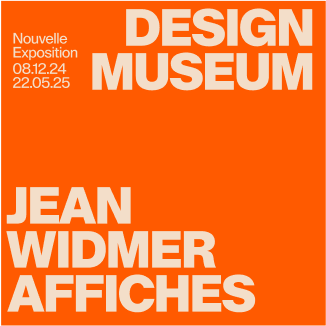 DESIGN
MUSEUM
Nouvelle
Exposition
08.12.24
22.05.25
JEAN
WIDMER
AFFICHES